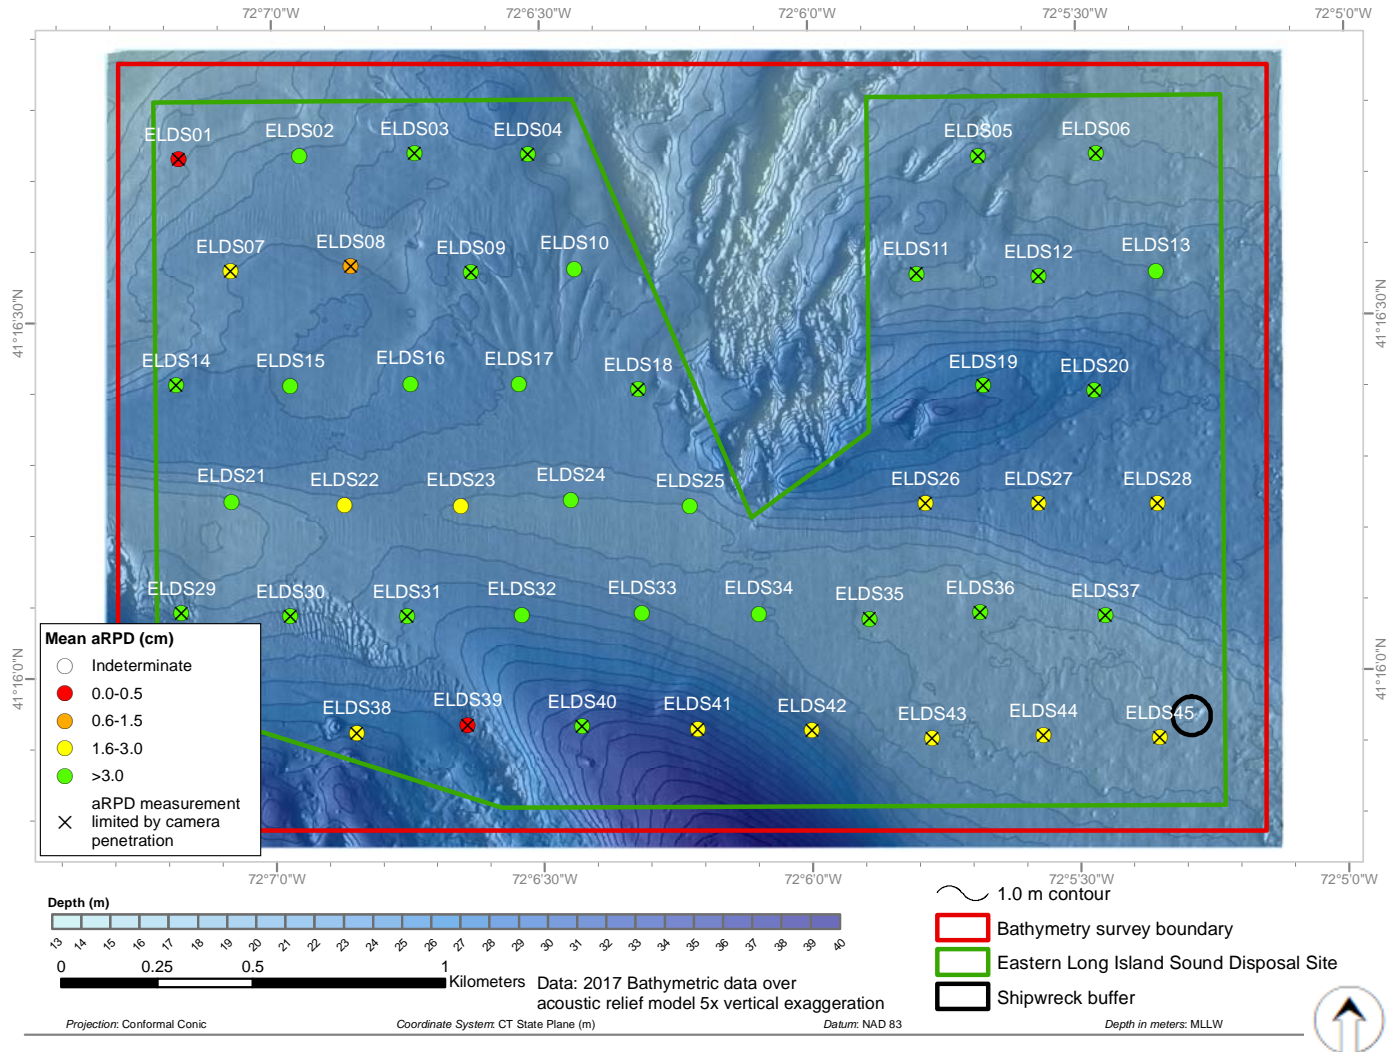 72°7'0"W 72°6'30"W 72°6'0"W 72°5'30"W 72°5'0"W
ELDS01 ELDS02 ELDS03 ELDS04 ELDS05 ELDS06
ELDS07 ELDS08 ELDS09 ELDS10 ELDS11 ELDS12 ELDS13
41°16'30"N 41°16'30"N
ELDS14 ELDS15 ELDS16 ELDS17 ELDS18 ELDS19 ELDS20
ELDS21 ELDS22 ELDS23 ELDS24 ELDS25 ELDS26 ELDS27 ELDS28
ELDS29 ELDS30 ELDS31 ELDS32 ELDS33 ELDS34 ELDS35 ELDS36 ELDS37
41°16'0"N 41°16'0"N
ELDS38 ELDS39 ELDS40 ELDS41 ELDS42 ELDS43 ELDS44 ELDS45
Mean aRPD (cm)
Indeterminate
0.0-0.5
0.6-1.5
1.6-3.0
>3.0
aRPD measurement
limited by camera
penetration
72°7'0"W 72°6'30"W 72°6'0"W 72°5'30"W 72°5'0"W
Depth (m)
13 14 15 16 17 18 19 20 21 22 23 24 25 26 27 28 29 30 31 32 33 34 35 36 37 38 39 40
0 0.25 0.5 1
Kilometers
Data: 2017 Bathymetric data over
acoustic relief model 5x vertical exaggeration
1.0 m contour
Bathymetry survey boundary
Eastern Long Island Sound Disposal Site
Shipwreck buffer
Projection: Conformal Conic Coordinate System: CT State Plane (m) Datum: NAD 83 Depth in meters: MLLW